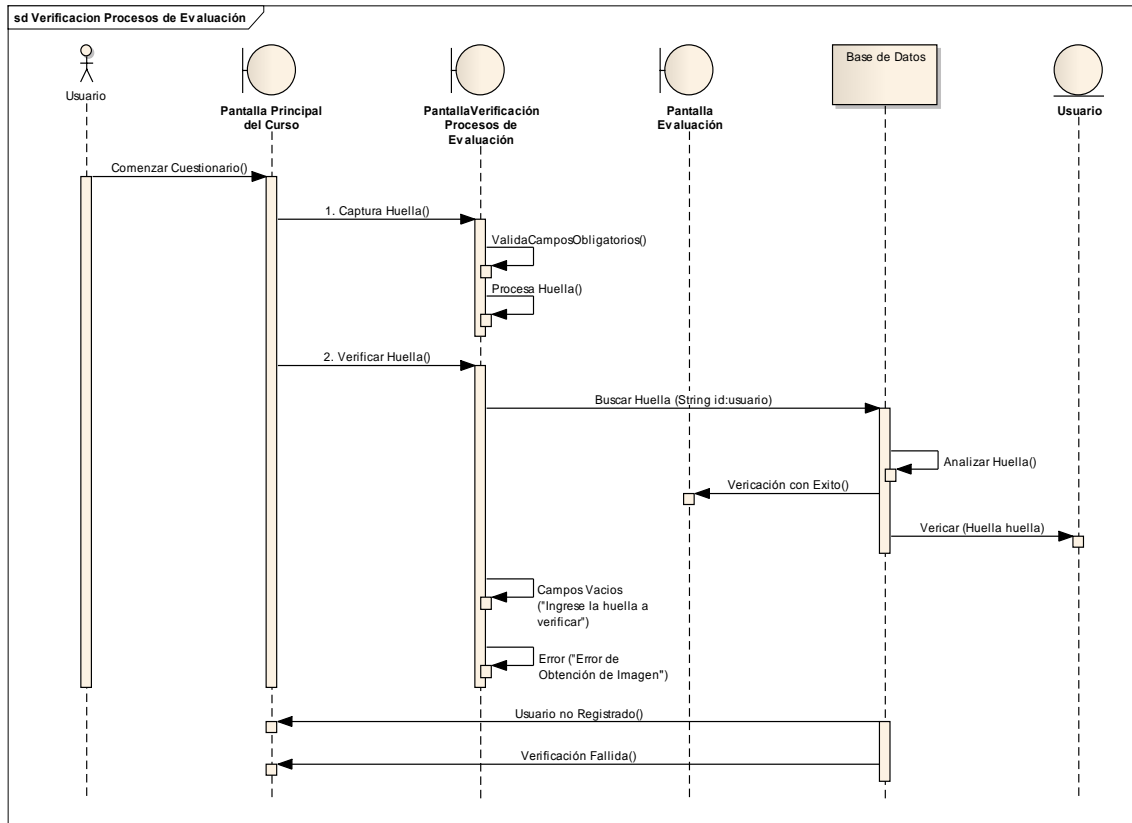 sd Verificacion Procesos de Evaluación
Usuario
Pantalla Principal
del Curso
PantallaVerificación
Procesos de
Evaluación
Pantalla
Evaluación
Base de Datos
Usuario
Comenzar Cuestionario()
1. Captura Huella()
ValidaCamposObligatorios()
Procesa Huella()
2. Verificar Huella()
Buscar Huella (String id:usuario)
Analizar Huella()
Vericación con Exito()
Vericar (Huella huella)
Campos Vacios
("Ingrese la huella a
verificar")
Error ("Error de
Obtención de Imagen")
Usuario no Registrado()
Verificación Fallida()